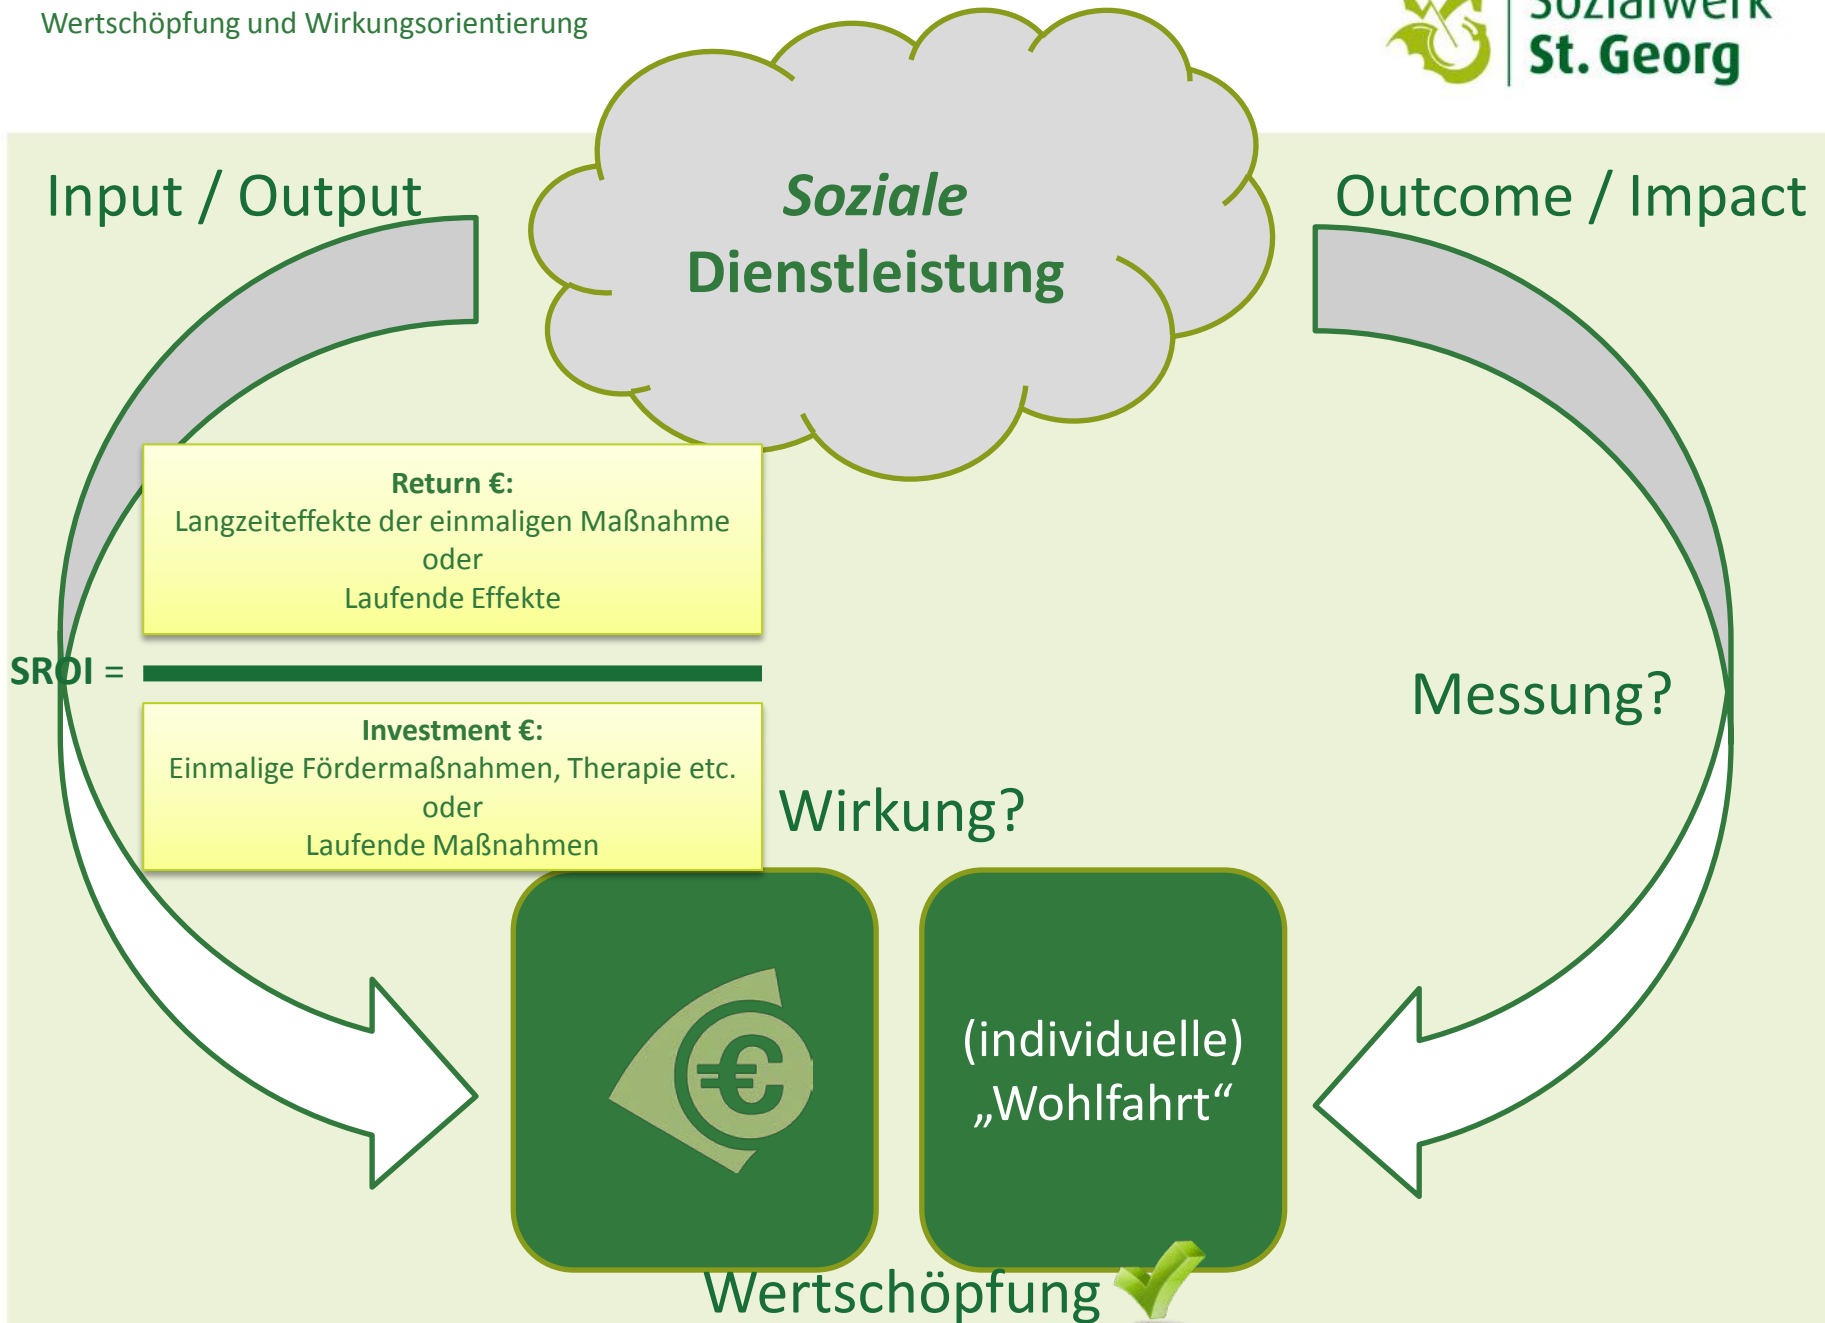 Wertschöpfung und Wirkungsorientierung
Sozialwerk
St. Georg
Input / Output
Soziale
Dienstleistung
Outcome / Impact
Return €:
Langzeiteffekte der einmaligen Maßnahme
oder
Laufende Effekte
SROI =
Investment €:
Einmalige Fördermaßnahmen, Therapie etc.
oder
Laufende Maßnahmen
Messung?
Wirkung?
€
(individuelle)
„Wohlfahrt“
Wertschöpfung